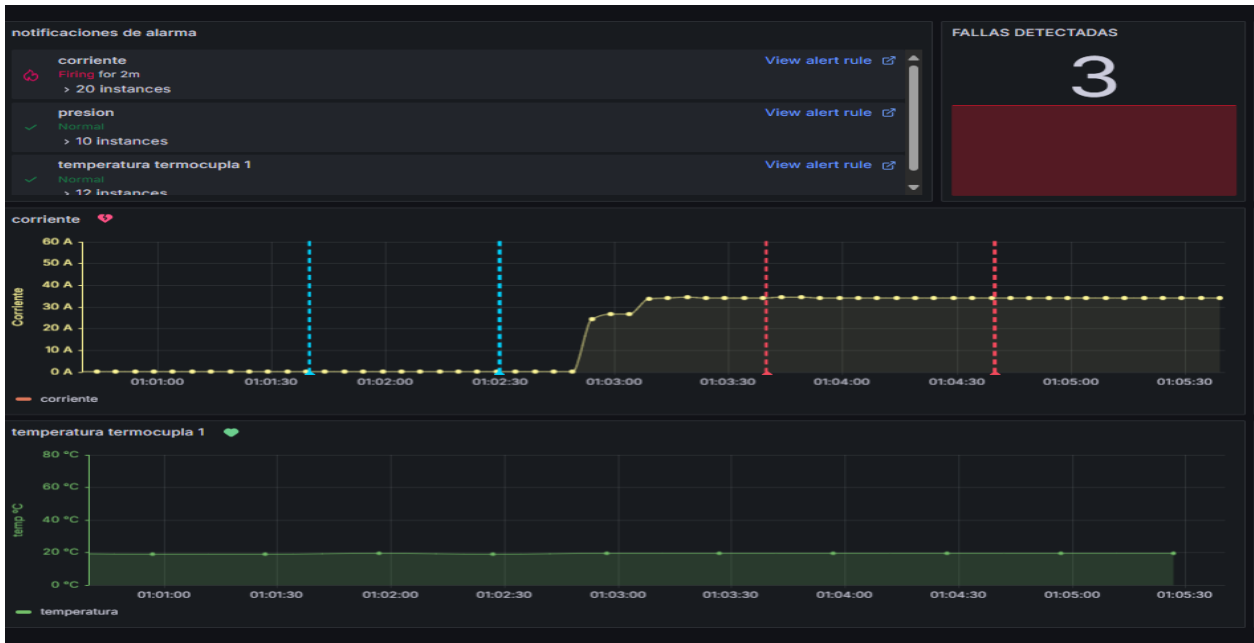 notificaciones de alarma
corriente
View alert rule
Firing for 2m
> 20 instances
presion
View alert rule
Normal
> 10 instances
temperatura termocupla 1
View alert rule
Normal
> 12 instances
FALLAS DETECTADAS
3
corriente
60 A
50 A
40 A
30 A
20 A
10 A
0 A
Corriente
01:01:00 01:01:30 01:02:00 01:02:30 01:03:00 01:03:30 01:04:00 01:04:30 01:05:00 01:05:30
corriente
temperatura termocupla 1
80 °C
60 °C
40 °C
20 °C
0 °C
temp ºC
01:01:00 01:01:30 01:02:00 01:02:30 01:03:00 01:03:30 01:04:00 01:04:30 01:05:00 01:05:30
temperatura